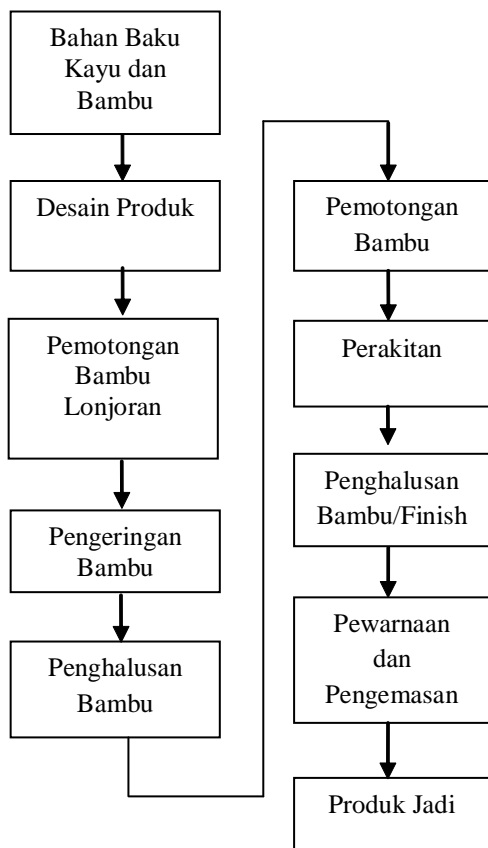 Bahan Baku
Kayu dan
Bambu
Desain Produk
Pemotongan
Bambu
Lonjoran
Pengeringan
Bambu
Penghalusan
Bambu
Pemotongan
Bambu
Perakitan
Penghalusan
Bambu/Finish
Pewarnaan
dan
Pengemasan
Produk Jadi